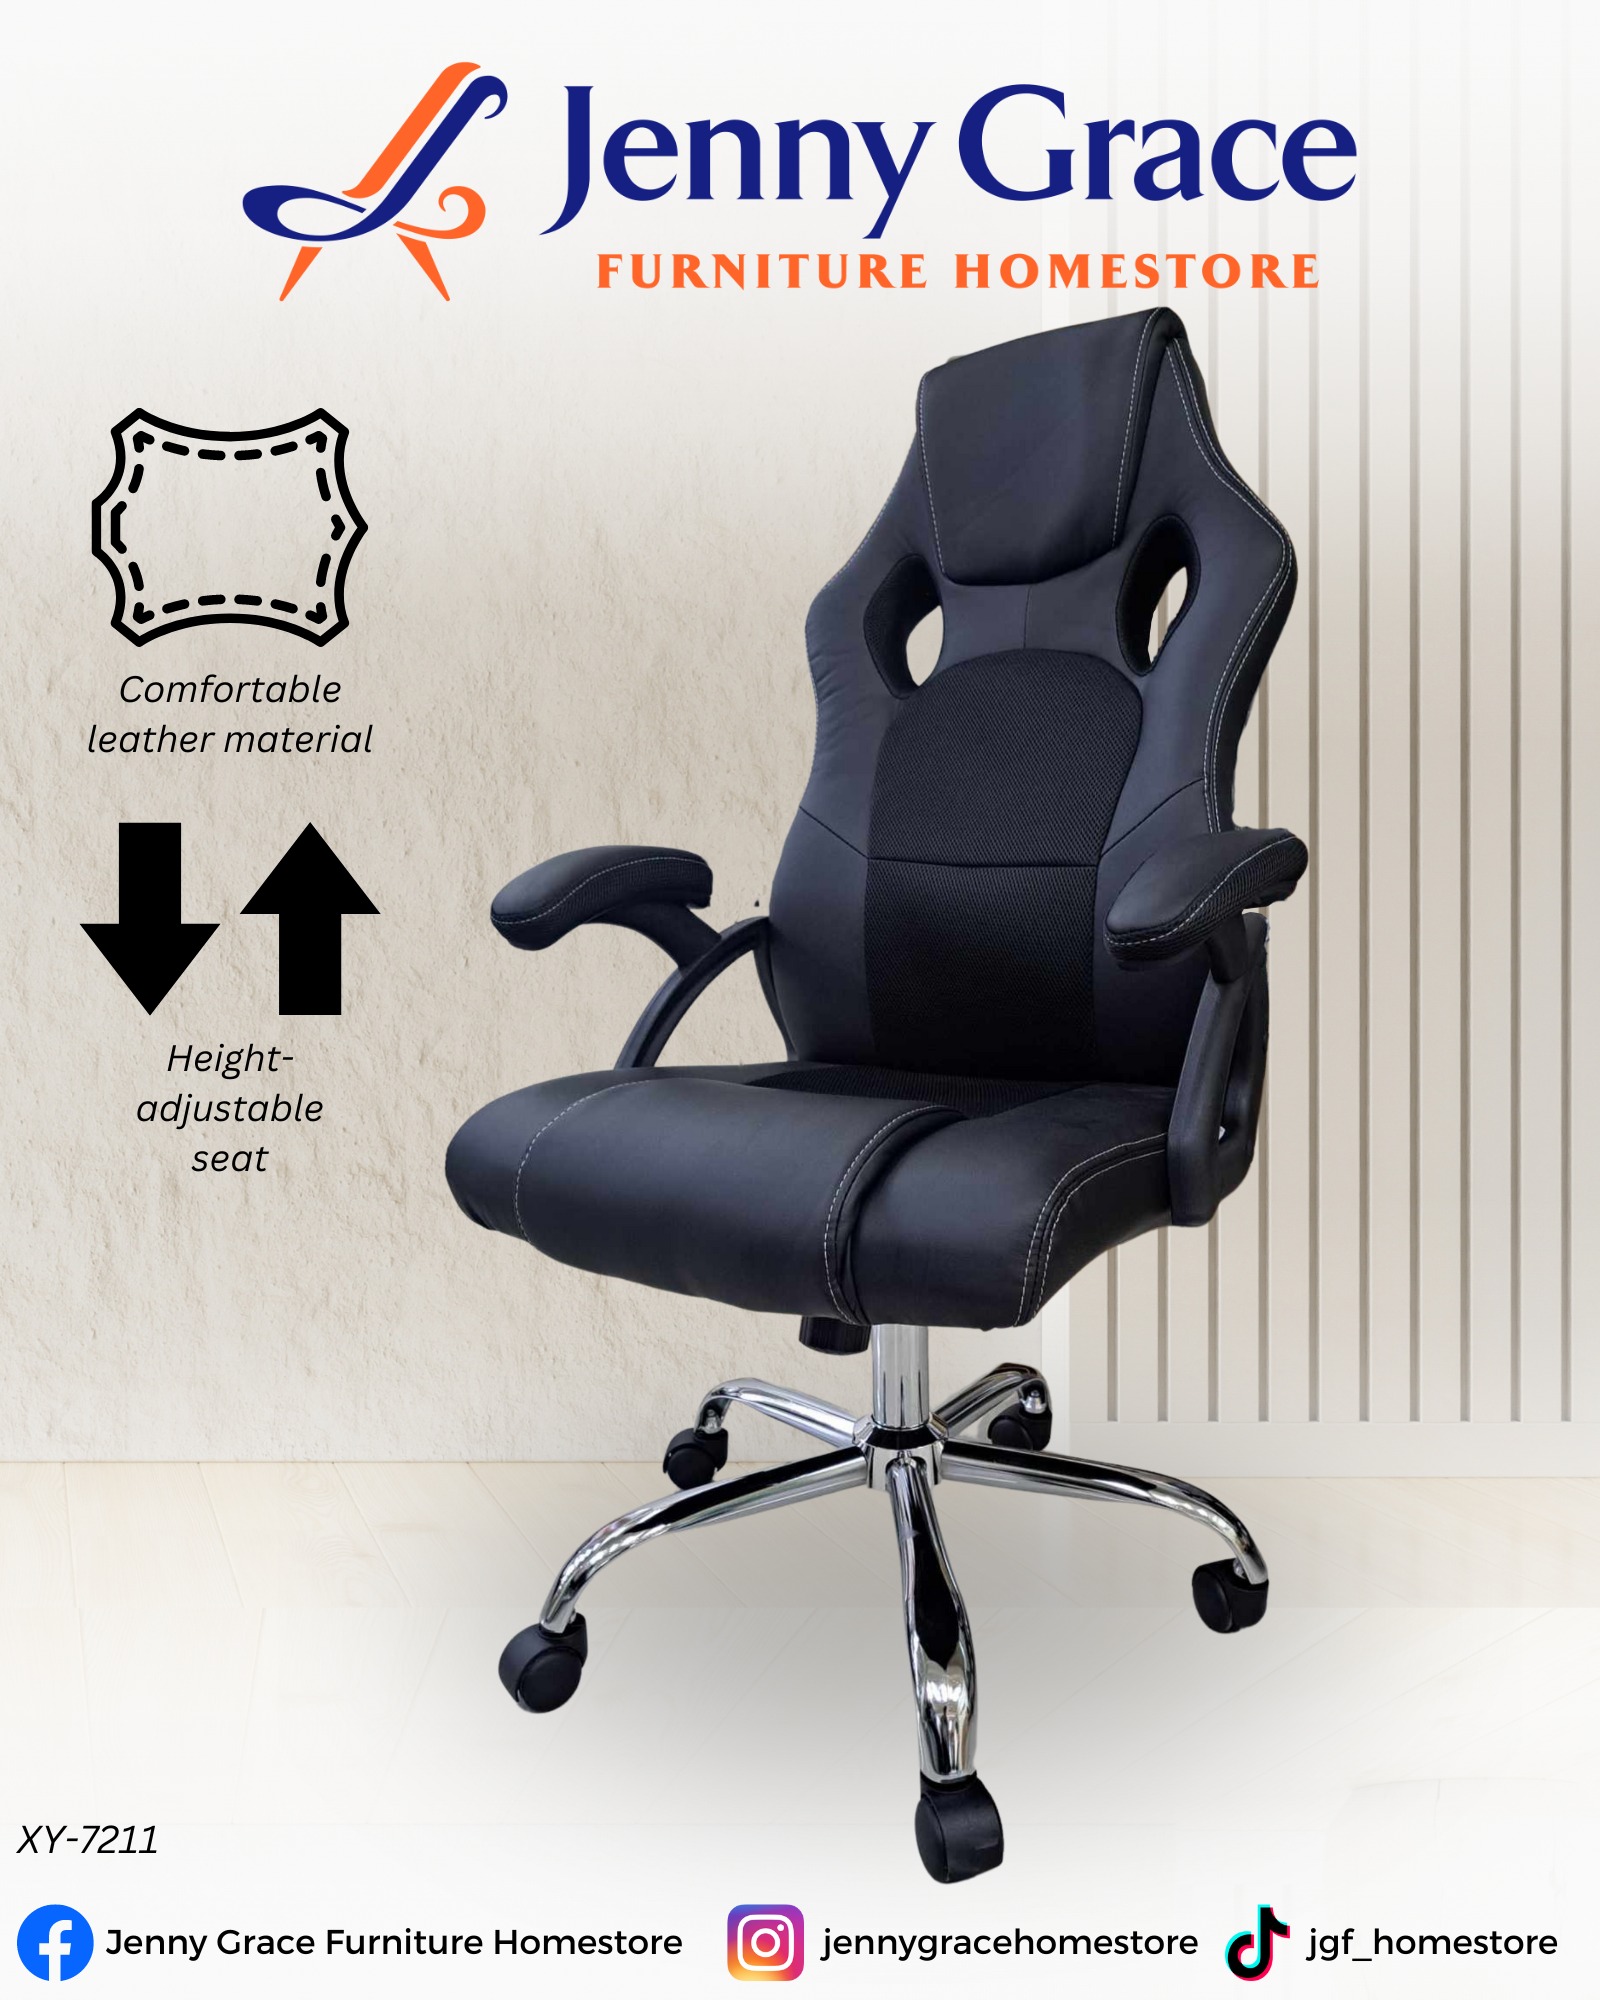 Jenny Grace
FURNITURE HOMESTORE
Comfortable
leather material
Height-
adjustable
seat
XY-7211
Jenny Grace Furniture Homestore
jennygracehomestore
jgf_homestore